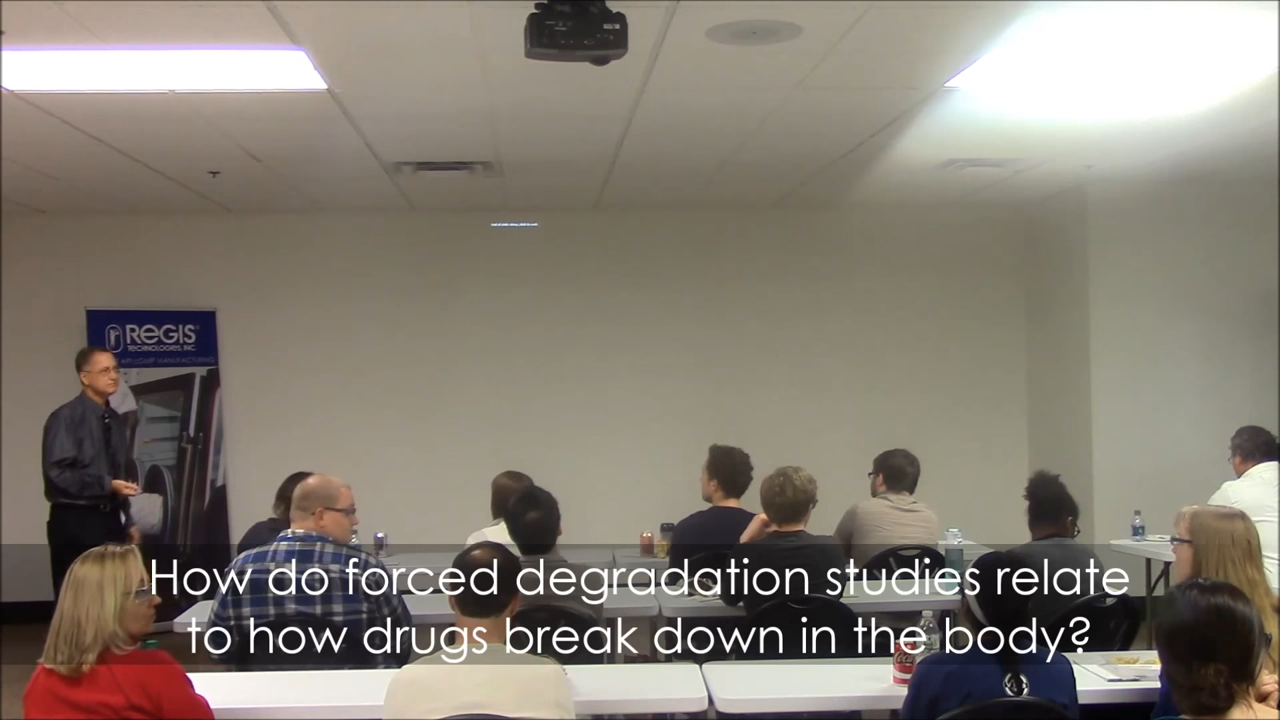 REGIS®
TECHNOLOGIES, INC.
How do forced degradation studies relate
to how drugs break down in the body?